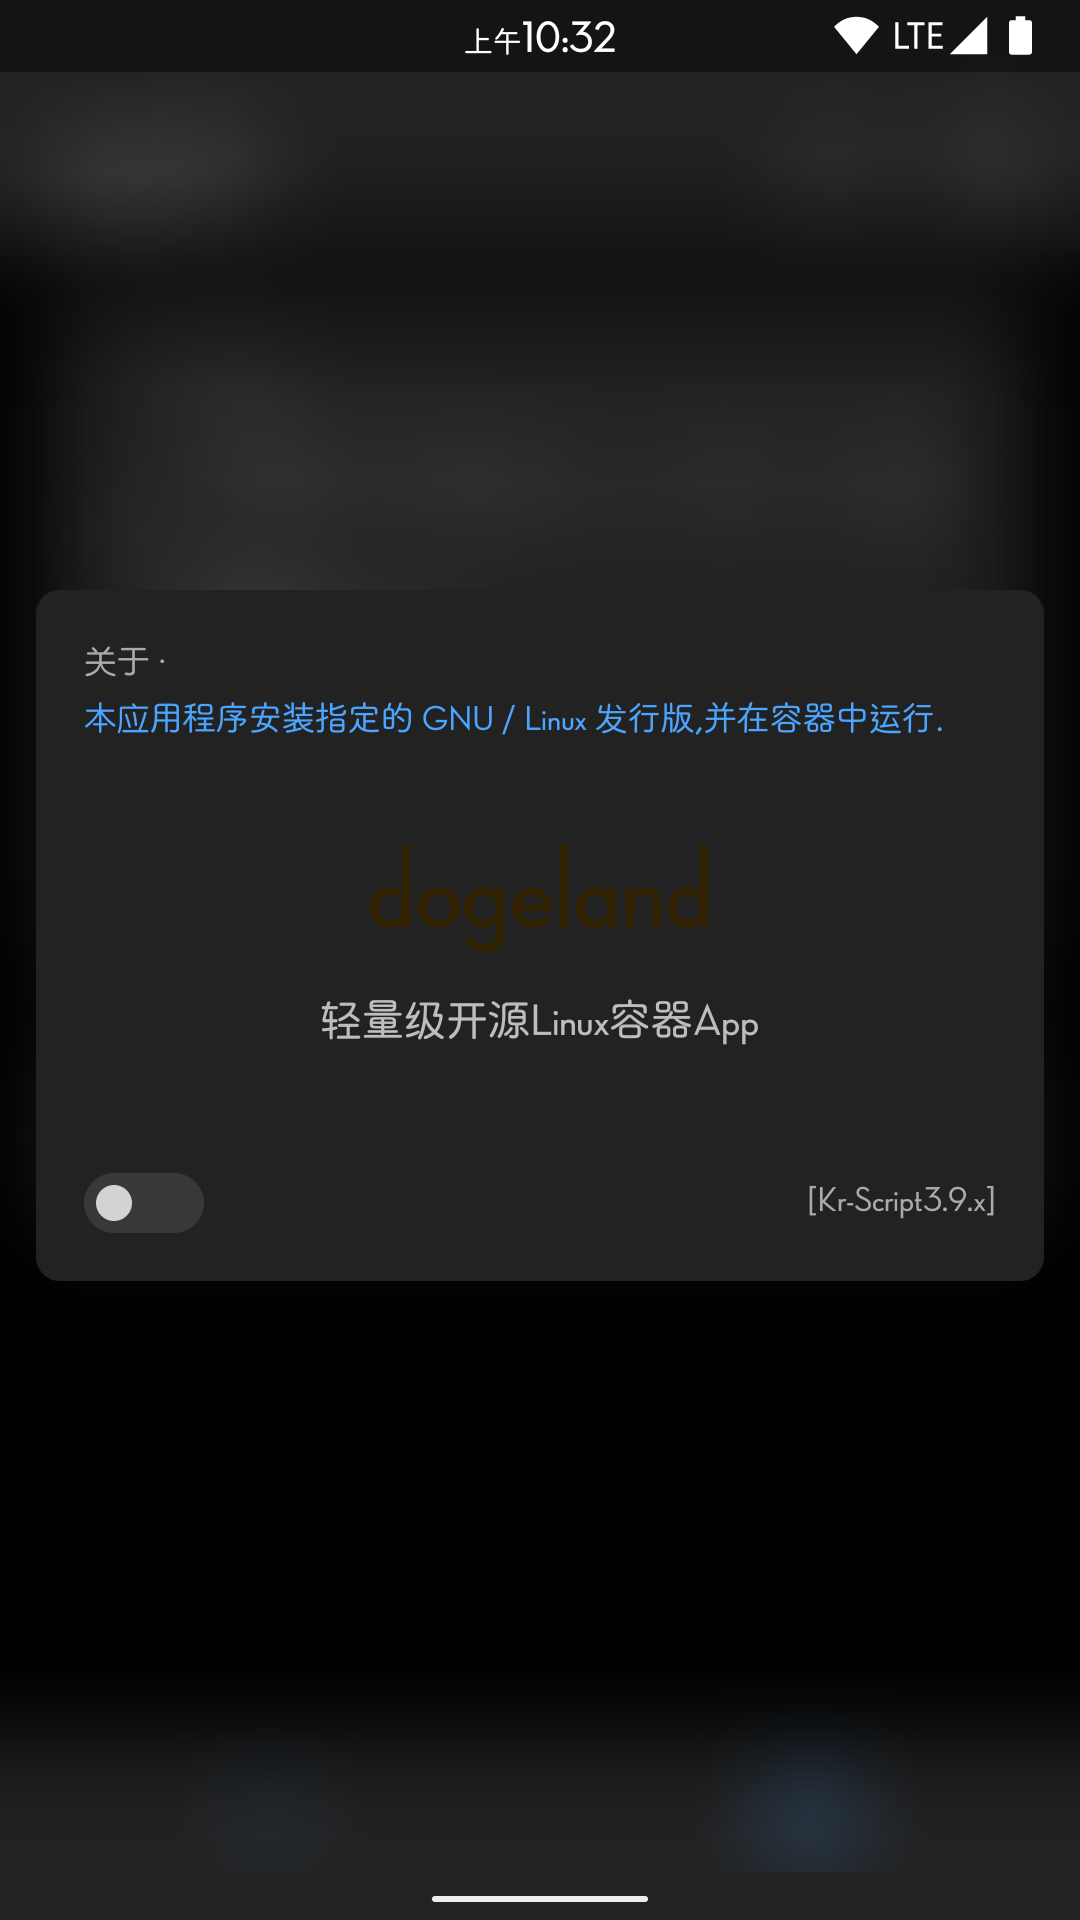 上午10:32
LTE
关于 ·
本应用程序安装指定的 GNU / Linux 发行版,并在容器中运行.
dogeland
轻量级开源Linux容器App
[Kr-Script3.9.x]